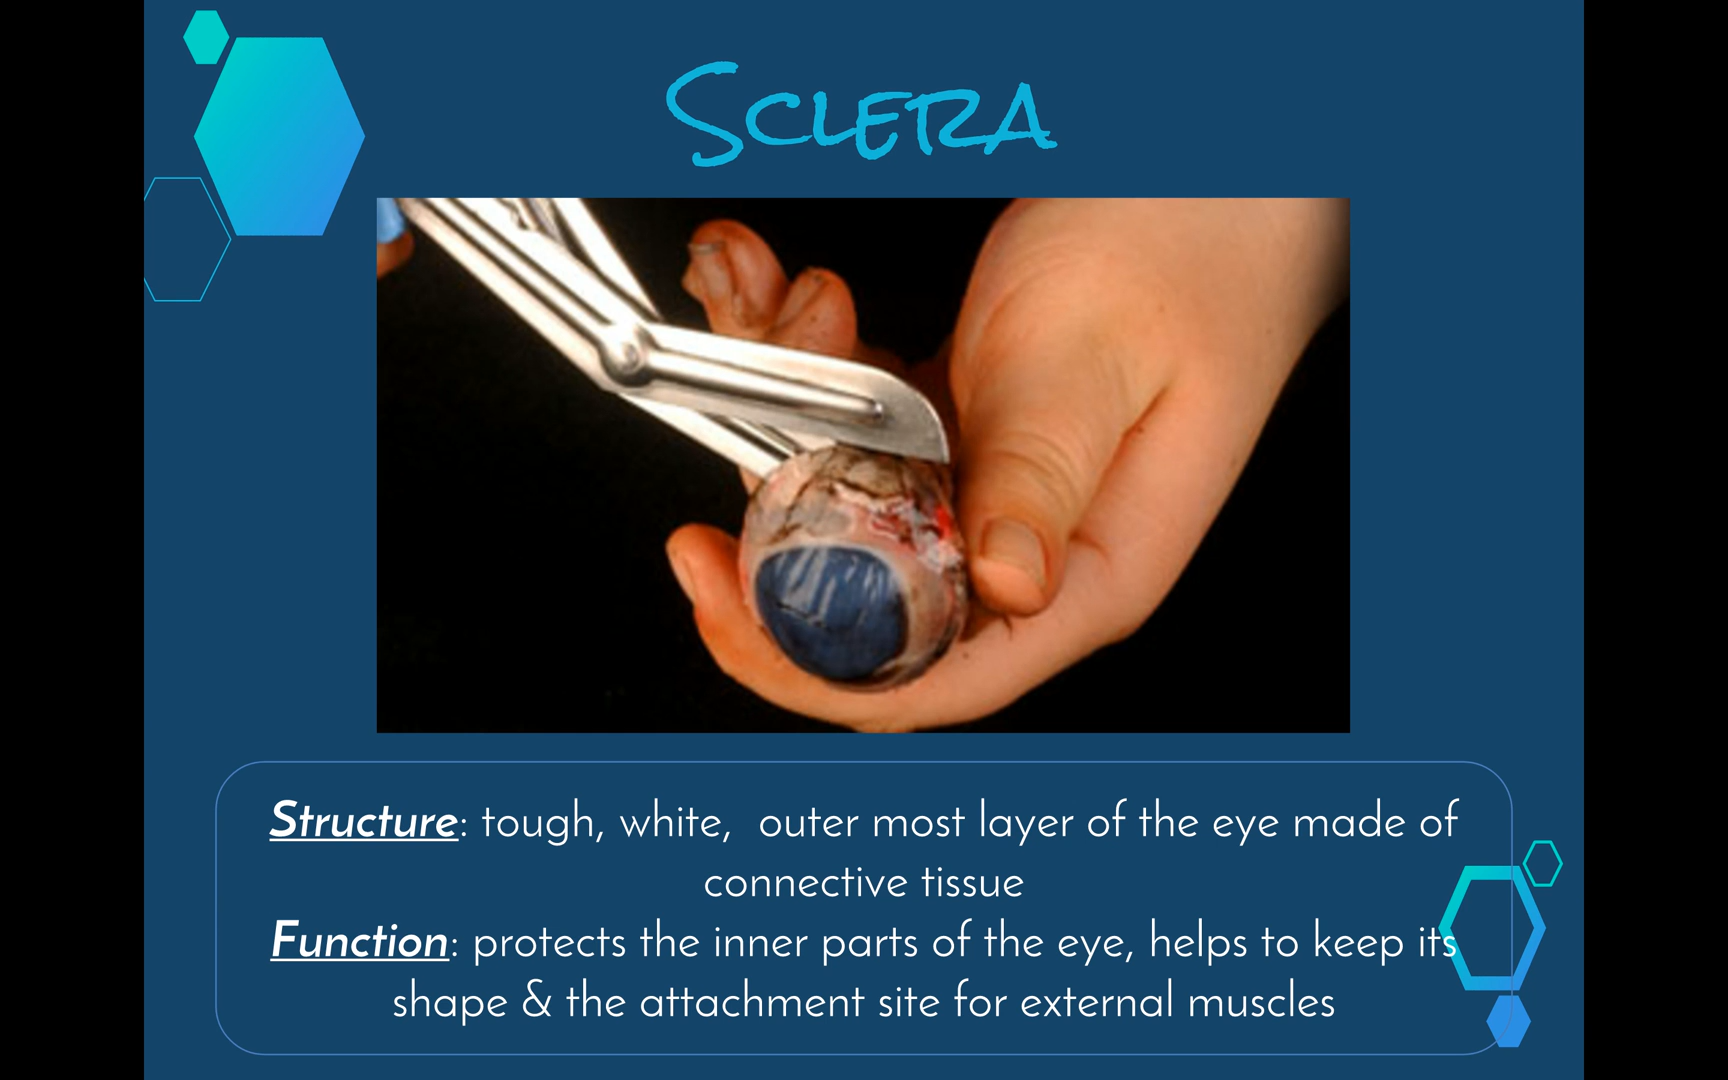 Sclera
Structure: tough, white,  outer most layer of the eye made of
connective tissue
Function: protects the inner parts of the eye, helps to keep its
shape & the attachment site for external muscles